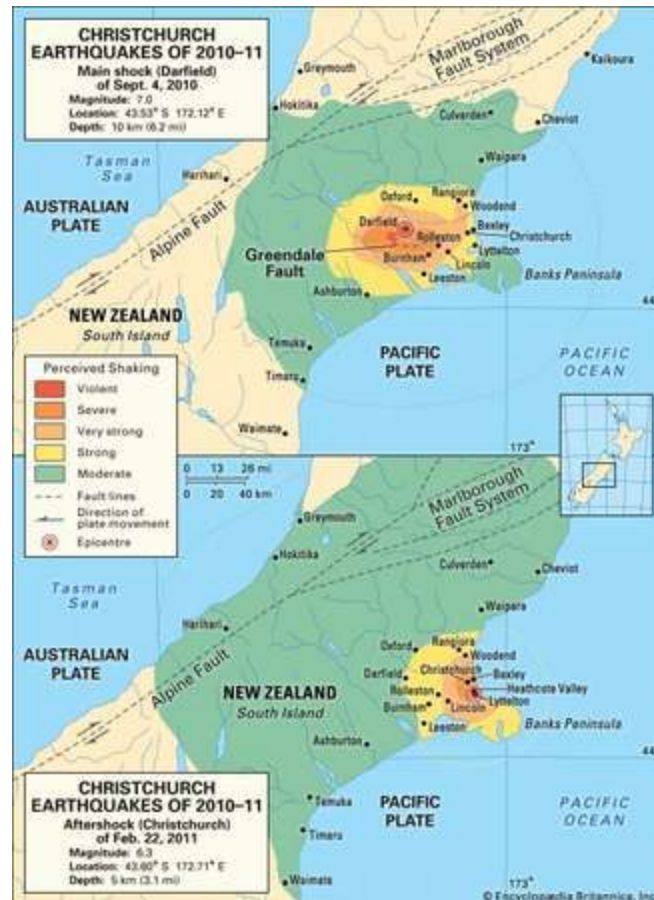 CHRISTCHURCH
EARTHQUAKES OF 2010–11
Main shock (Darfield)
of Sept. 4, 2010
Magnitude: 7.0
Location: 43.53° S 172.12° E
Depth: 10 km (6.2 mi)
Marlborough
Fault System
Kaikoura
Greymouth
Hokitika
Culverden
Cheviot
Tasman
Sea
Waipara
Harihari
AUSTRALIAN
PLATE
Alpine Fault
Oxford
Rangiora
Woodend
Darfield
Bexley
Rolleston
Christchurch
Greendale
Fault
Burnham
Lyttelton
Lincoln
Leeston
Banks Peninsula
Ashburton
44
NEW ZEALAND
South Island
Temuka
PACIFIC
PLATE
PACIFIC
OCEAN
Timaru
Waimate
173°
Perceived Shaking
Violent
Severe
Very strong
Strong
Moderate
Fault lines
Direction of
plate movement
Epicentre
0 13 26 mi
0 20 40 km
Marlborough
Fault System
Greymouth
Hokitika
Culverden
Cheviot
Tasman
Sea
Waipara
Harihari
AUSTRALIAN
PLATE
Alpine Fault
Oxford
Rangiora
Woodend
Darfield
Christchurch
Bexley
Heathcote Valley
Rolleston
Lyttelton
Burnham
Lincoln
Leeston
Banks Peninsula
NEW ZEALAND
South Island
Ashburton
44
CHRISTCHURCH
EARTHQUAKES OF 2010–11
Aftershock (Christchurch)
of Feb. 22, 2011
Magnitude: 6.3
Location: 43.60° S 172.71° E
Depth: 5 km (3.1 mi)
Temuka
Timaru
Waimate
PACIFIC
PLATE
PACIFIC
OCEAN
173°
© Encyclopædia Britannica, Inc.